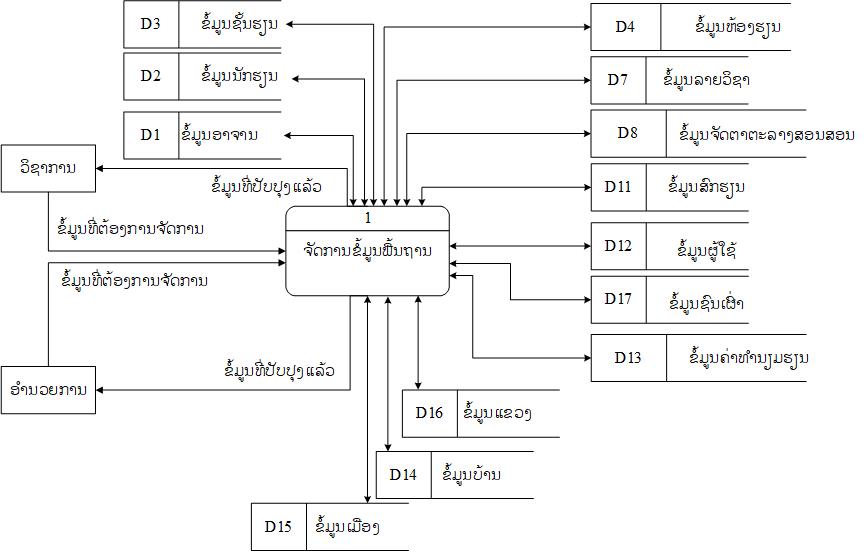 D3 ຂໍ້ມູນຊັ້ນຮຽນ
D4 ຂໍ້ມູນຫ້ອງຮຽນ
D2 ຂໍ້ມູນນັກຮຽນ
D7 ຂໍ້ມູນລາຍວິຊາ
D1 ຂໍ້ມູນອາຈານ
D8 ຂໍ້ມູນຈັດຕາຕະລາງສອນສອນ
ວິຊາການ
ຂໍ້ມູນທີ່ປັບປຸງແລ້ວ
D11 ຂໍ້ມູນສົກຮຽນ
1
ຈັດການຂໍ້ມູນພື້ນຖານ
ຂໍ້ມູນທີ່ຕ້ອງການຈັດການ
D12 ຂໍ້ມູນຜູ້ໃຊ້
ຂໍ້ມູນທີ່ຕ້ອງການຈັດການ
D17 ຂໍ້ມູນຊົນເຜົ່າ
D13 ຂໍ້ມູນຄ່າທຳນຽມຮຽນ
ອຳນວຍການ
ຂໍ້ມູນທີ່ປັບປຸງແລ້ວ
D16 ຂໍ້ມູນແຂວງ
D14 ຂໍ້ມູນບ້ານ
D15 ຂໍ້ມູນເມືອງ